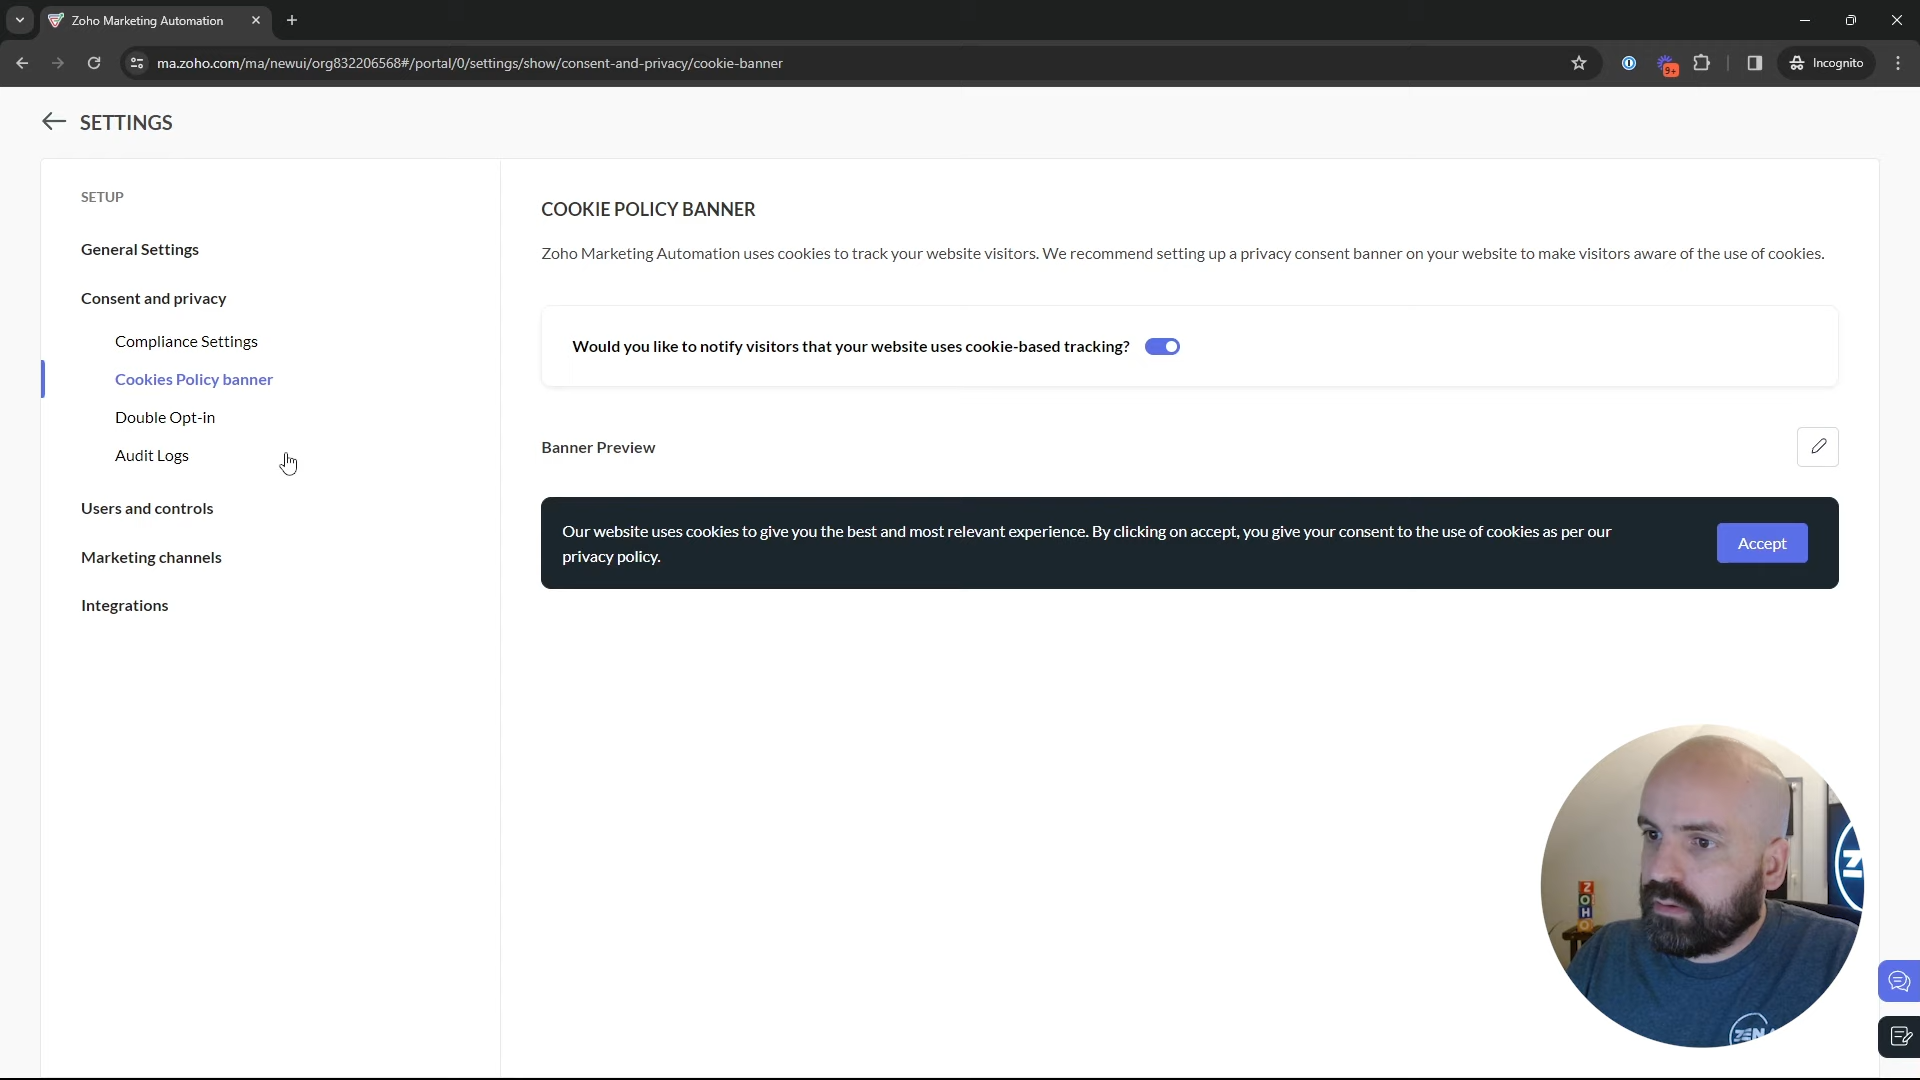 Zoho Marketing Automation
ma.zoho.com/ma/newui/org832206568#/portal/0/settings/show/consent-and-privacy/cookie-banner
9+
Incognito
SETTINGS
SETUP
General Settings
Consent and privacy
Compliance Settings
Cookies Policy banner
Double Opt-in
Audit Logs
Users and controls
Marketing channels
Integrations
COOKIE POLICY BANNER
Zoho Marketing Automation uses cookies to track your website visitors. We recommend setting up a privacy consent banner on your website to make visitors aware of the use of cookies.
Would you like to notify visitors that your website uses cookie-based tracking?
Banner Preview
Our website uses cookies to give you the best and most relevant experience. By clicking on accept, you give your consent to the use of cookies as per our
privacy policy.
Accept
ZOHO
ZEN